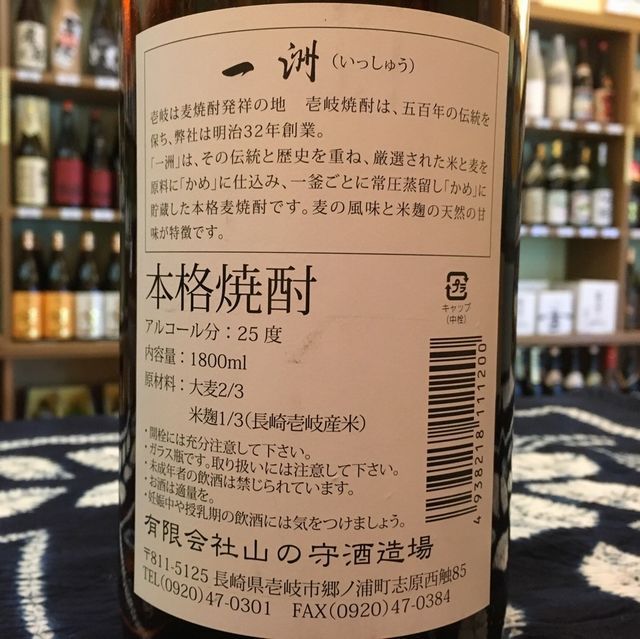 一洲（いっしゅう）
壱岐は麦焼酎発祥の地　壱岐焼酎は、五百年の伝統を
保ち、弊社は明治32年創業。
「一洲」は、その伝統と歴史を重ね、厳選された米と麦を
原料に「かめ」に仕込み、一釜ごとに常圧蒸留し「かめ」に
貯蔵した本格麦焼酎です。麦の風味と米麹の天然の甘
味が特徴です。
本格焼酎
アルコール分：25度
内容量：1800ml
原材料：大麦2/3
米麹1/3（長崎壱岐産米）
プラ
キャップ
（中栓）
4 938218 111200
・開栓には充分注意して下さい。
・ガラス瓶です。取り扱いには注意して下さい。
・未成年者の飲酒は禁じられています。
・お酒は適量を。
・妊娠中や授乳期の飲酒には気をつけましょう。
有限会社山の守酒造場
〒811-5125 長崎県壱岐市郷ノ浦町志原西触85
TEL(0920)47-0301　FAX(0920)47-0384